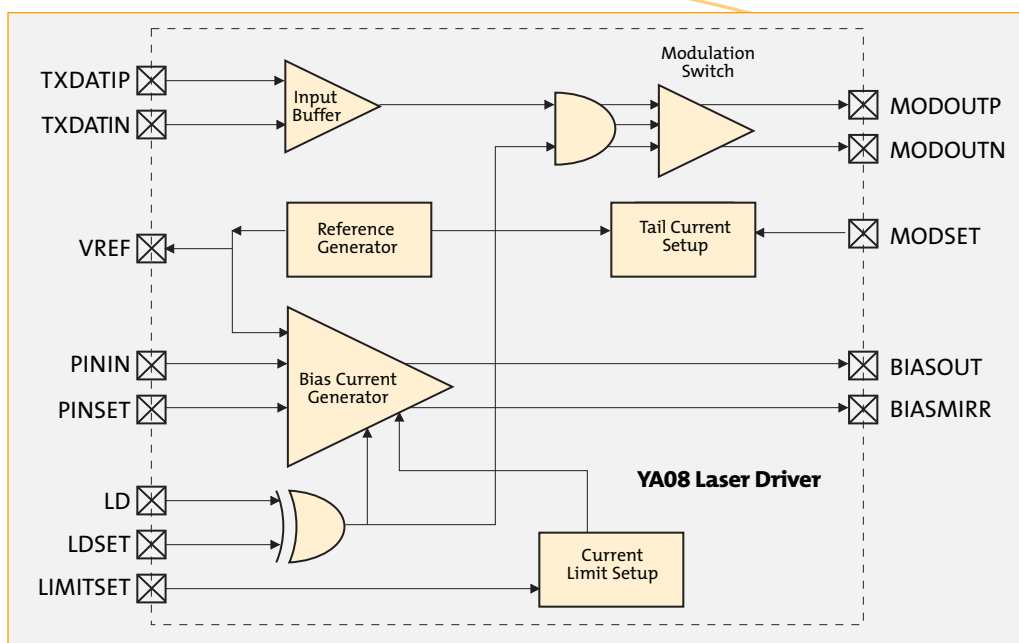 Modulation
Switch
TXDATIP
TXDATIN
Input
Buffer
MODOUTP
MODOUTN
VREF
Reference
Generator
Tail Current
Setup
MODSET
PININ
PINSET
Bias Current
Generator
BIASOUT
BIASMIRR
YA08 Laser Driver
LD
LDSET
LIMITSET
Current
Limit Setup